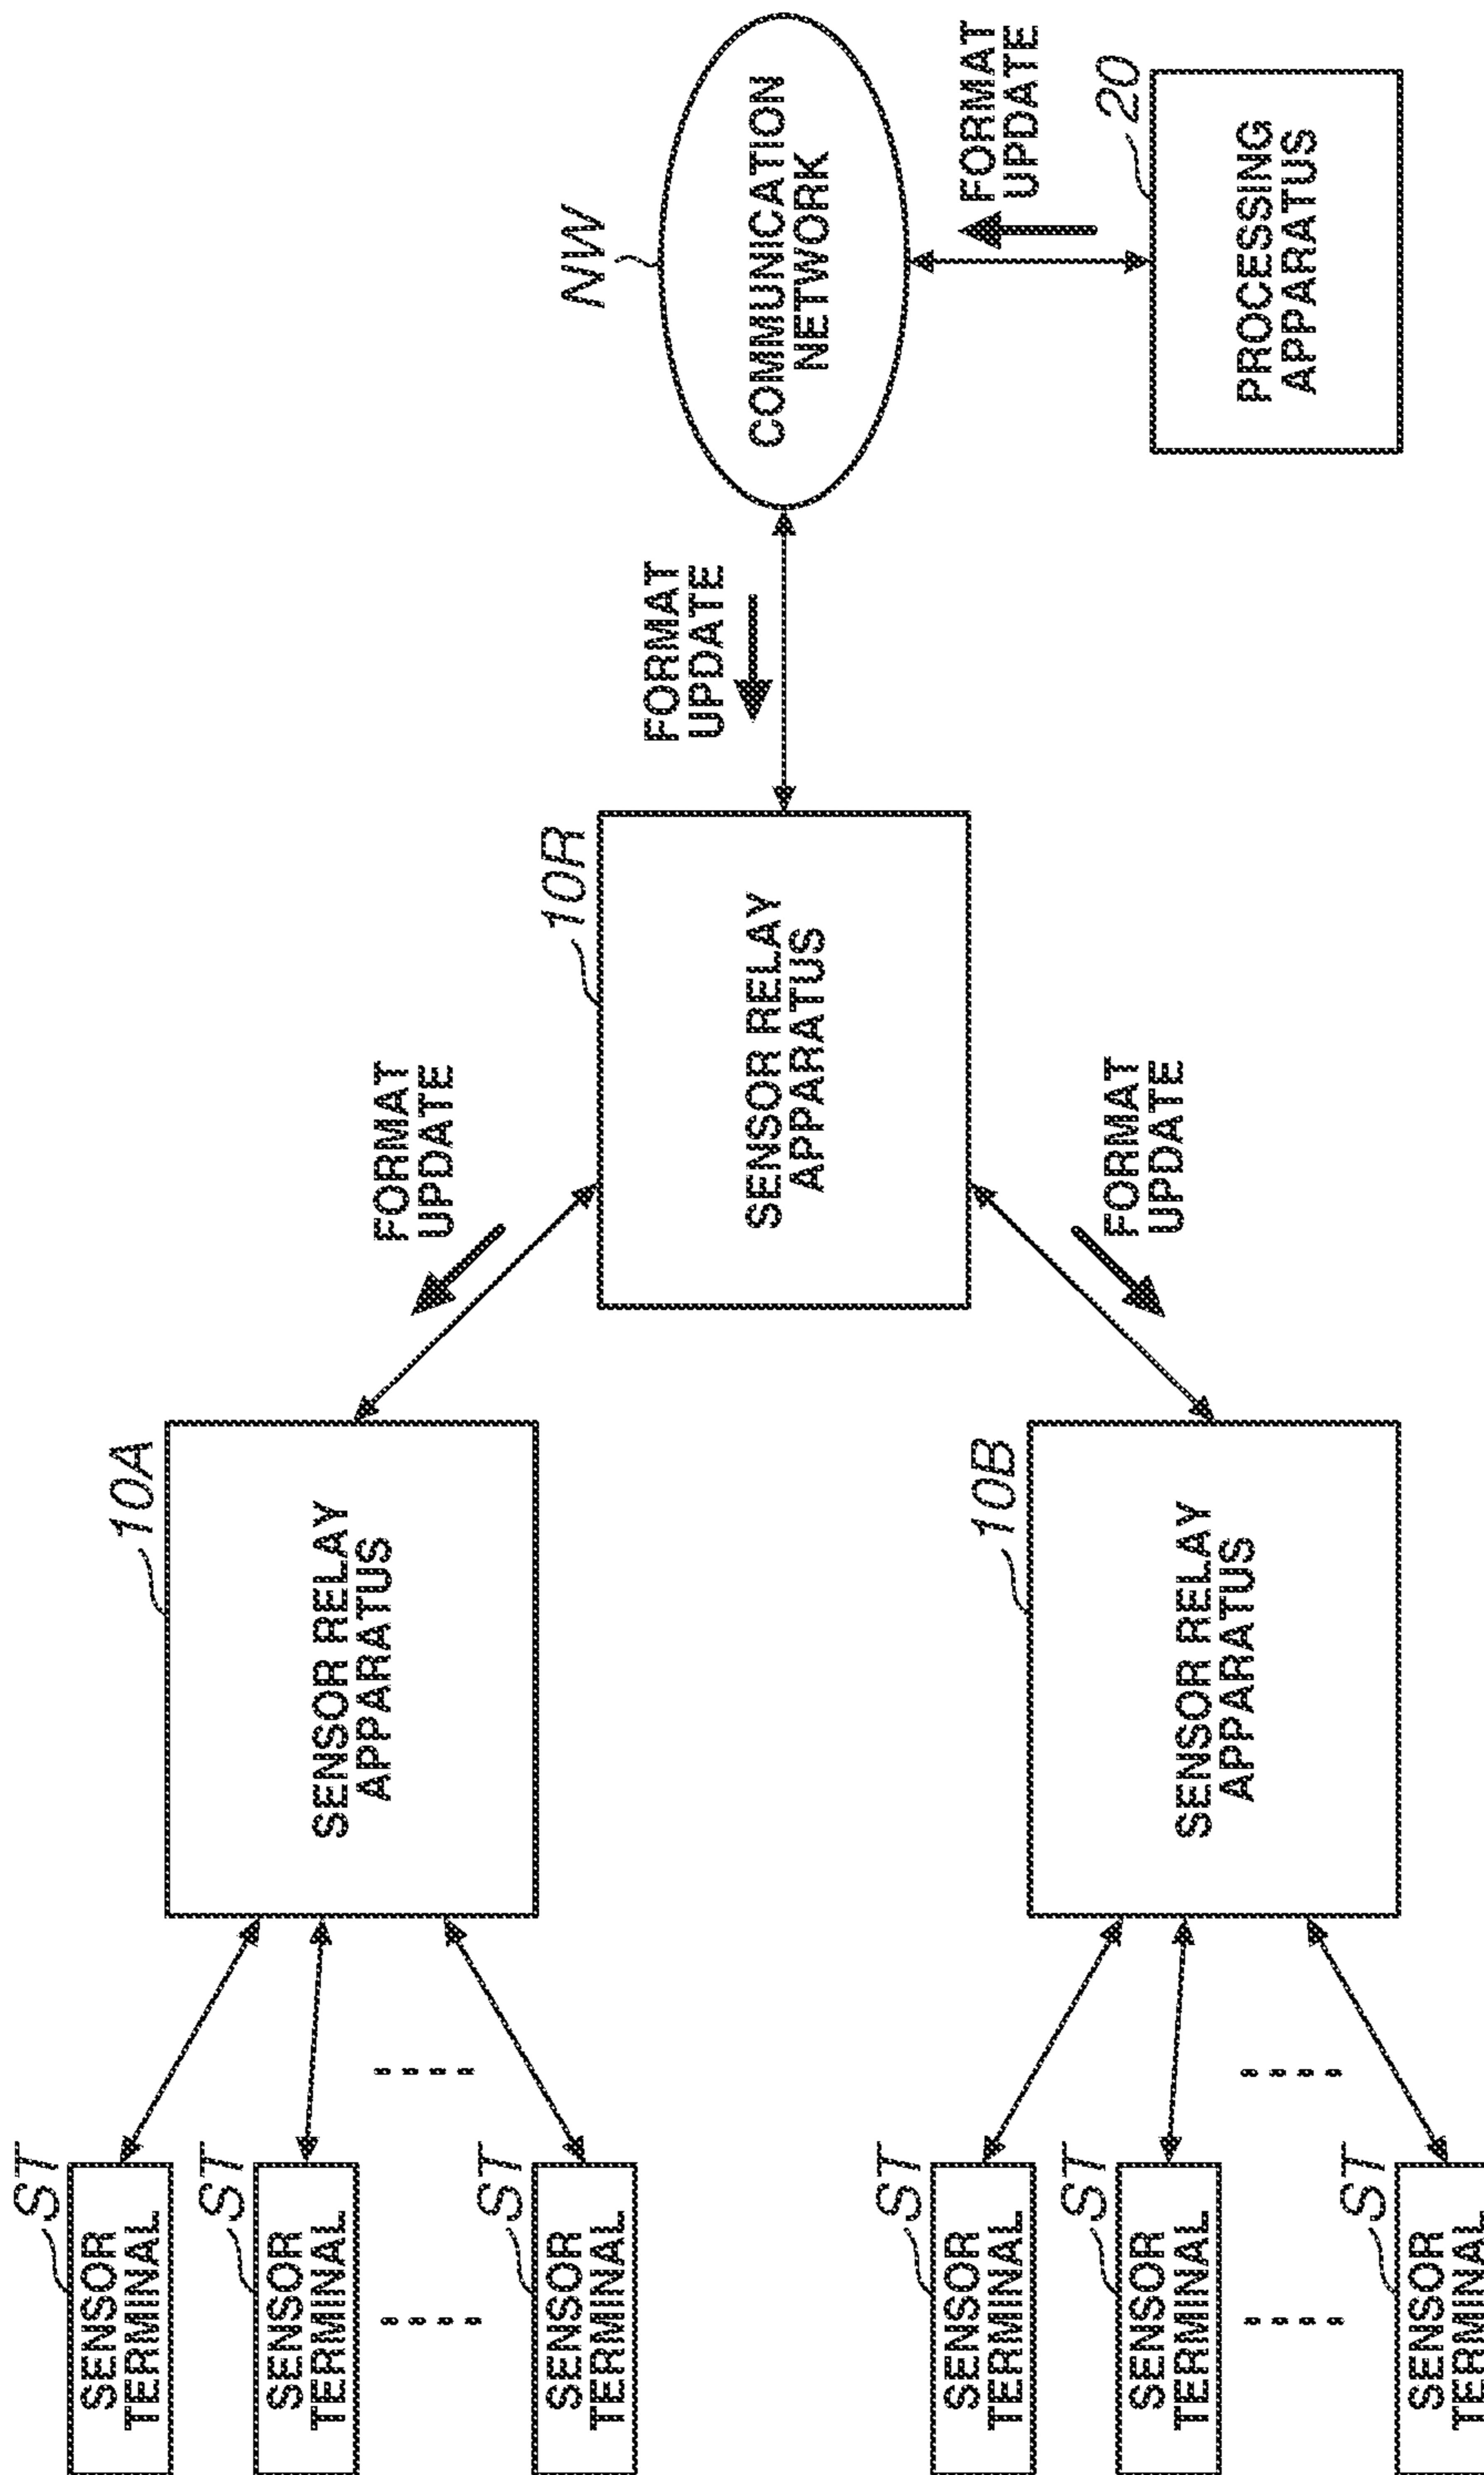 ST
SENSOR
TERMINAL
ST
SENSOR
TERMINAL
ST
SENSOR
TERMINAL
10A
SENSOR RELAY
APPARATUS
FORMAT
UPDATE
10R
SENSOR RELAY
APPARATUS
FORMAT
UPDATE
NW
COMMUNICATION
NETWORK
FORMAT
UPDATE
20
PROCESSING
APPARATUS
FORMAT
UPDATE
10B
SENSOR RELAY
APPARATUS
ST
SENSOR
TERMINAL
ST
SENSOR
TERMINAL
ST
SENSOR
TERMINAL